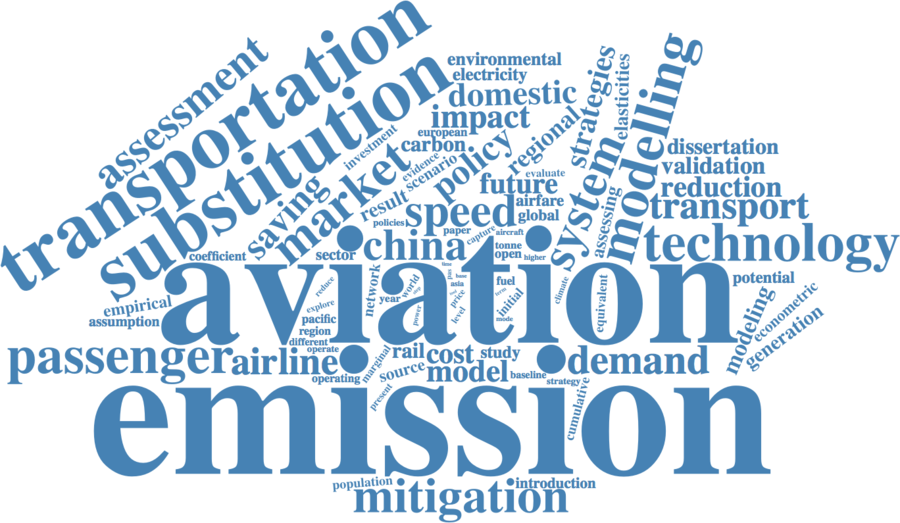 transportation
substitution
assessment
environmental
electricity
domestic
impact
european
carbon
investment
evidence
scenario
policy
regional
strategies
elasticities
system
modelling
evaluate
future
airfare
global
dissertation
validation
reduction
transport
technology
saving
market
result
speed
policies
paper
capture
aircraft
china
tonne
open
higher
assessing
coefficient
sector
aviation
potential
empirical
assumption
reduce
explore
pacific
region
different
operate
network
year
world
power
asia
price
level
fuel
initial
mode
climate
equivalent
modeling
econometric
generation
passenger
airline
operating
marginal
rail
cost
study
source
model
baseline
strategy
demand
present
cumulative
emission
population
mitigation
introduction